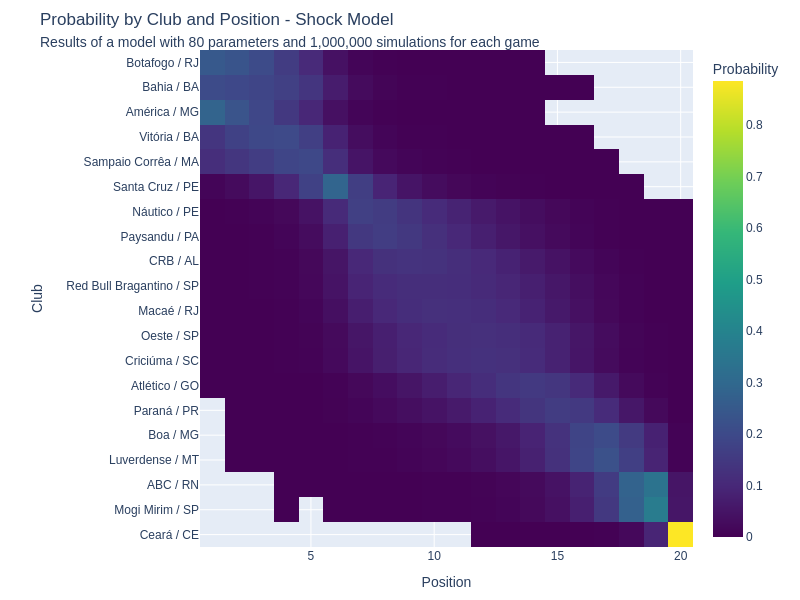 Probability by Club and Position - Shock Model
Results of a model with 80 parameters and 1,000,000 simulations for each game
Probability
Club
Botafogo / RJ
Bahia / BA
América / MG
Vitória / BA
Sampaio Corrêa / MA
Santa Cruz / PE
Náutico / PE
Paysandu / PA
CRB / AL
Red Bull Bragantino / SP
Macaé / RJ
Oeste / SP
Criciúma / SC
Atlético / GO
Paraná / PR
Boa / MG
Luverdense / MT
ABC / RN
Mogi Mirim / SP
Ceará / CE
0.8
0.7
0.6
0.5
0.4
0.3
0.2
0.1
0
5
10
15
20
Position